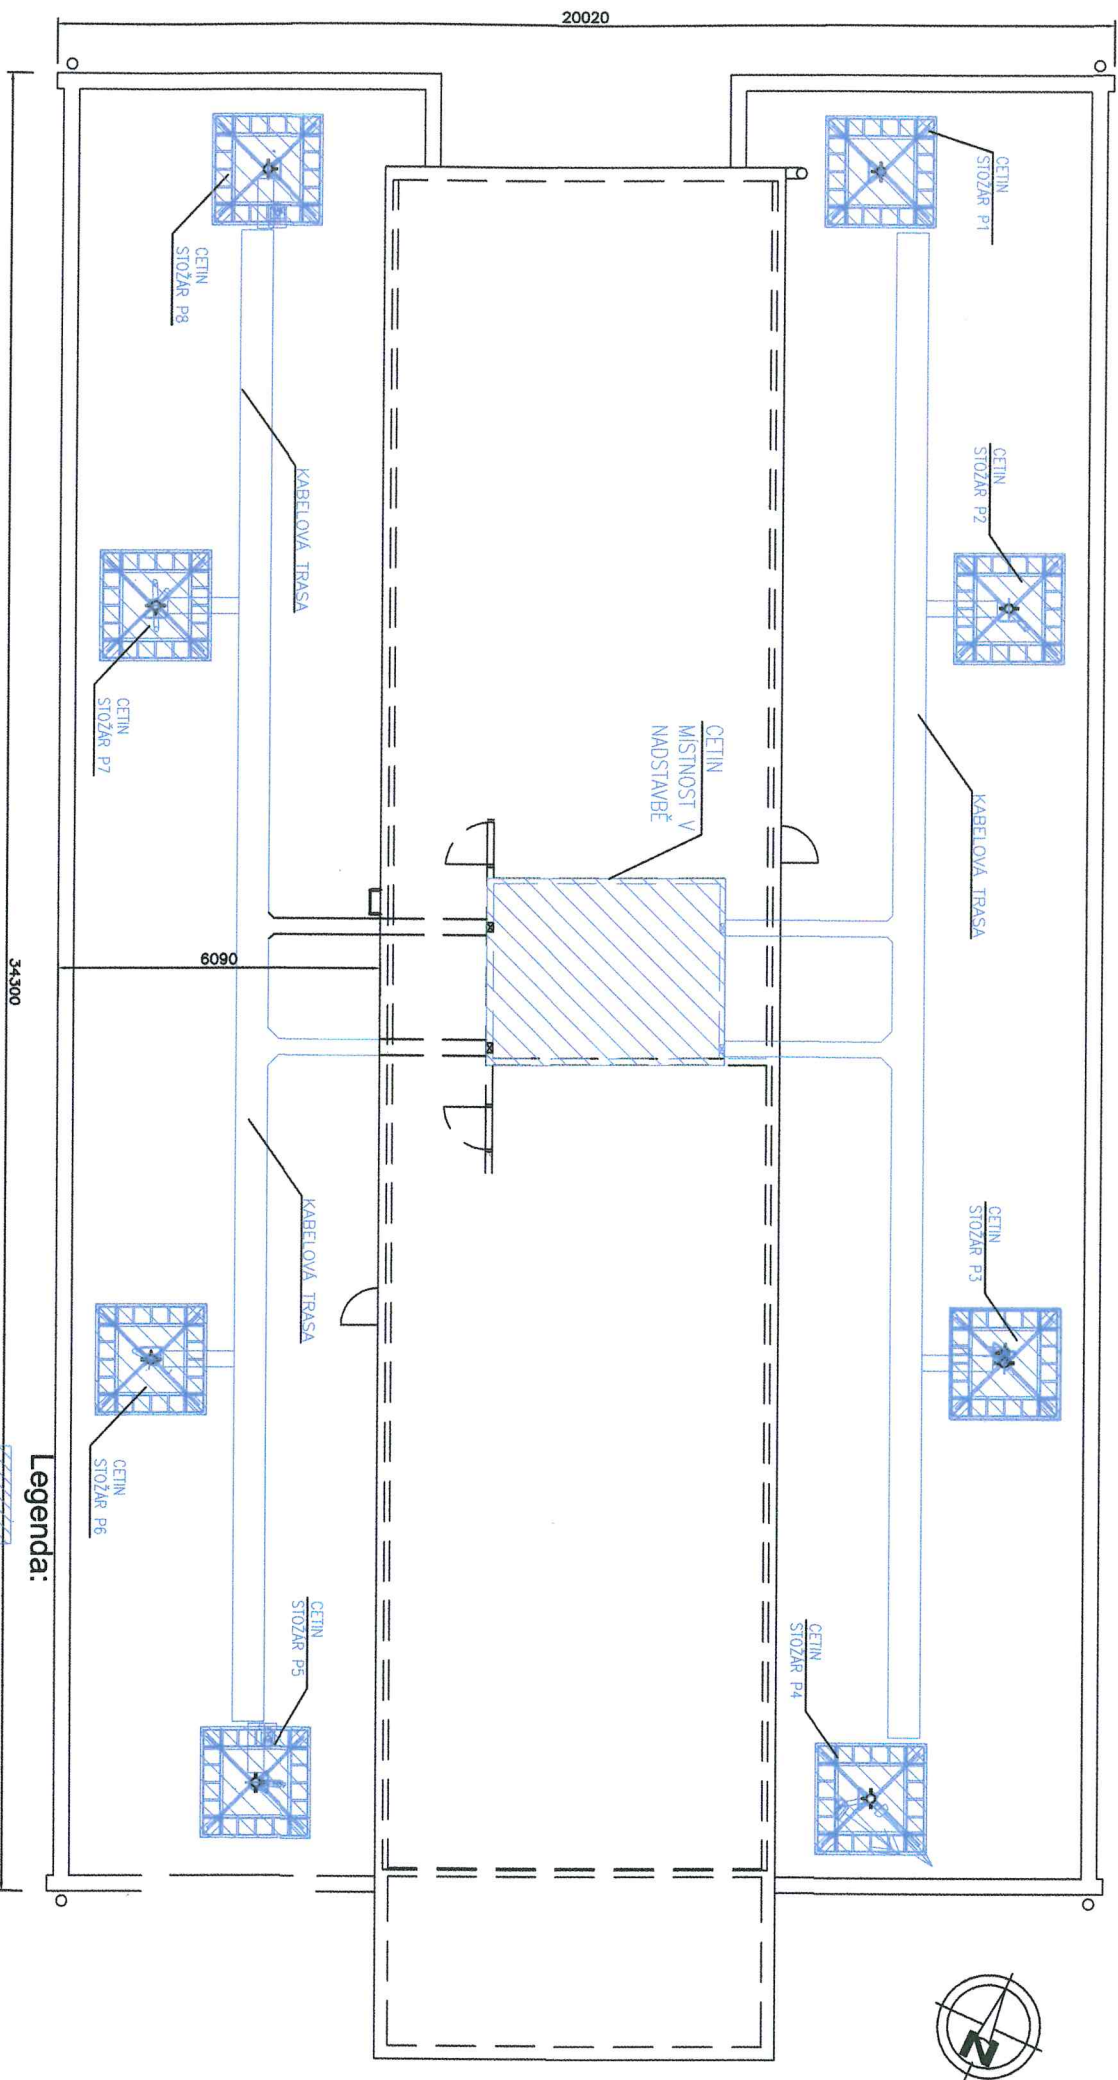 20020
CETIN
STOŽÁR P1
CETIN
STOŽÁR P2
CETIN
STOŽÁR P3
CETIN
STOŽÁR P4
KABELOVÁ TRASA
CETIN
MÍSTNOST V
NADSTAVBĚ
KABELOVÁ TRASA
KABELOVÁ TRASA
CETIN
STOŽÁR P8
CETIN
STOŽÁR P7
CETIN
STOŽÁR P6
CETIN
STOŽÁR P5
6090
34300
Legenda:
N